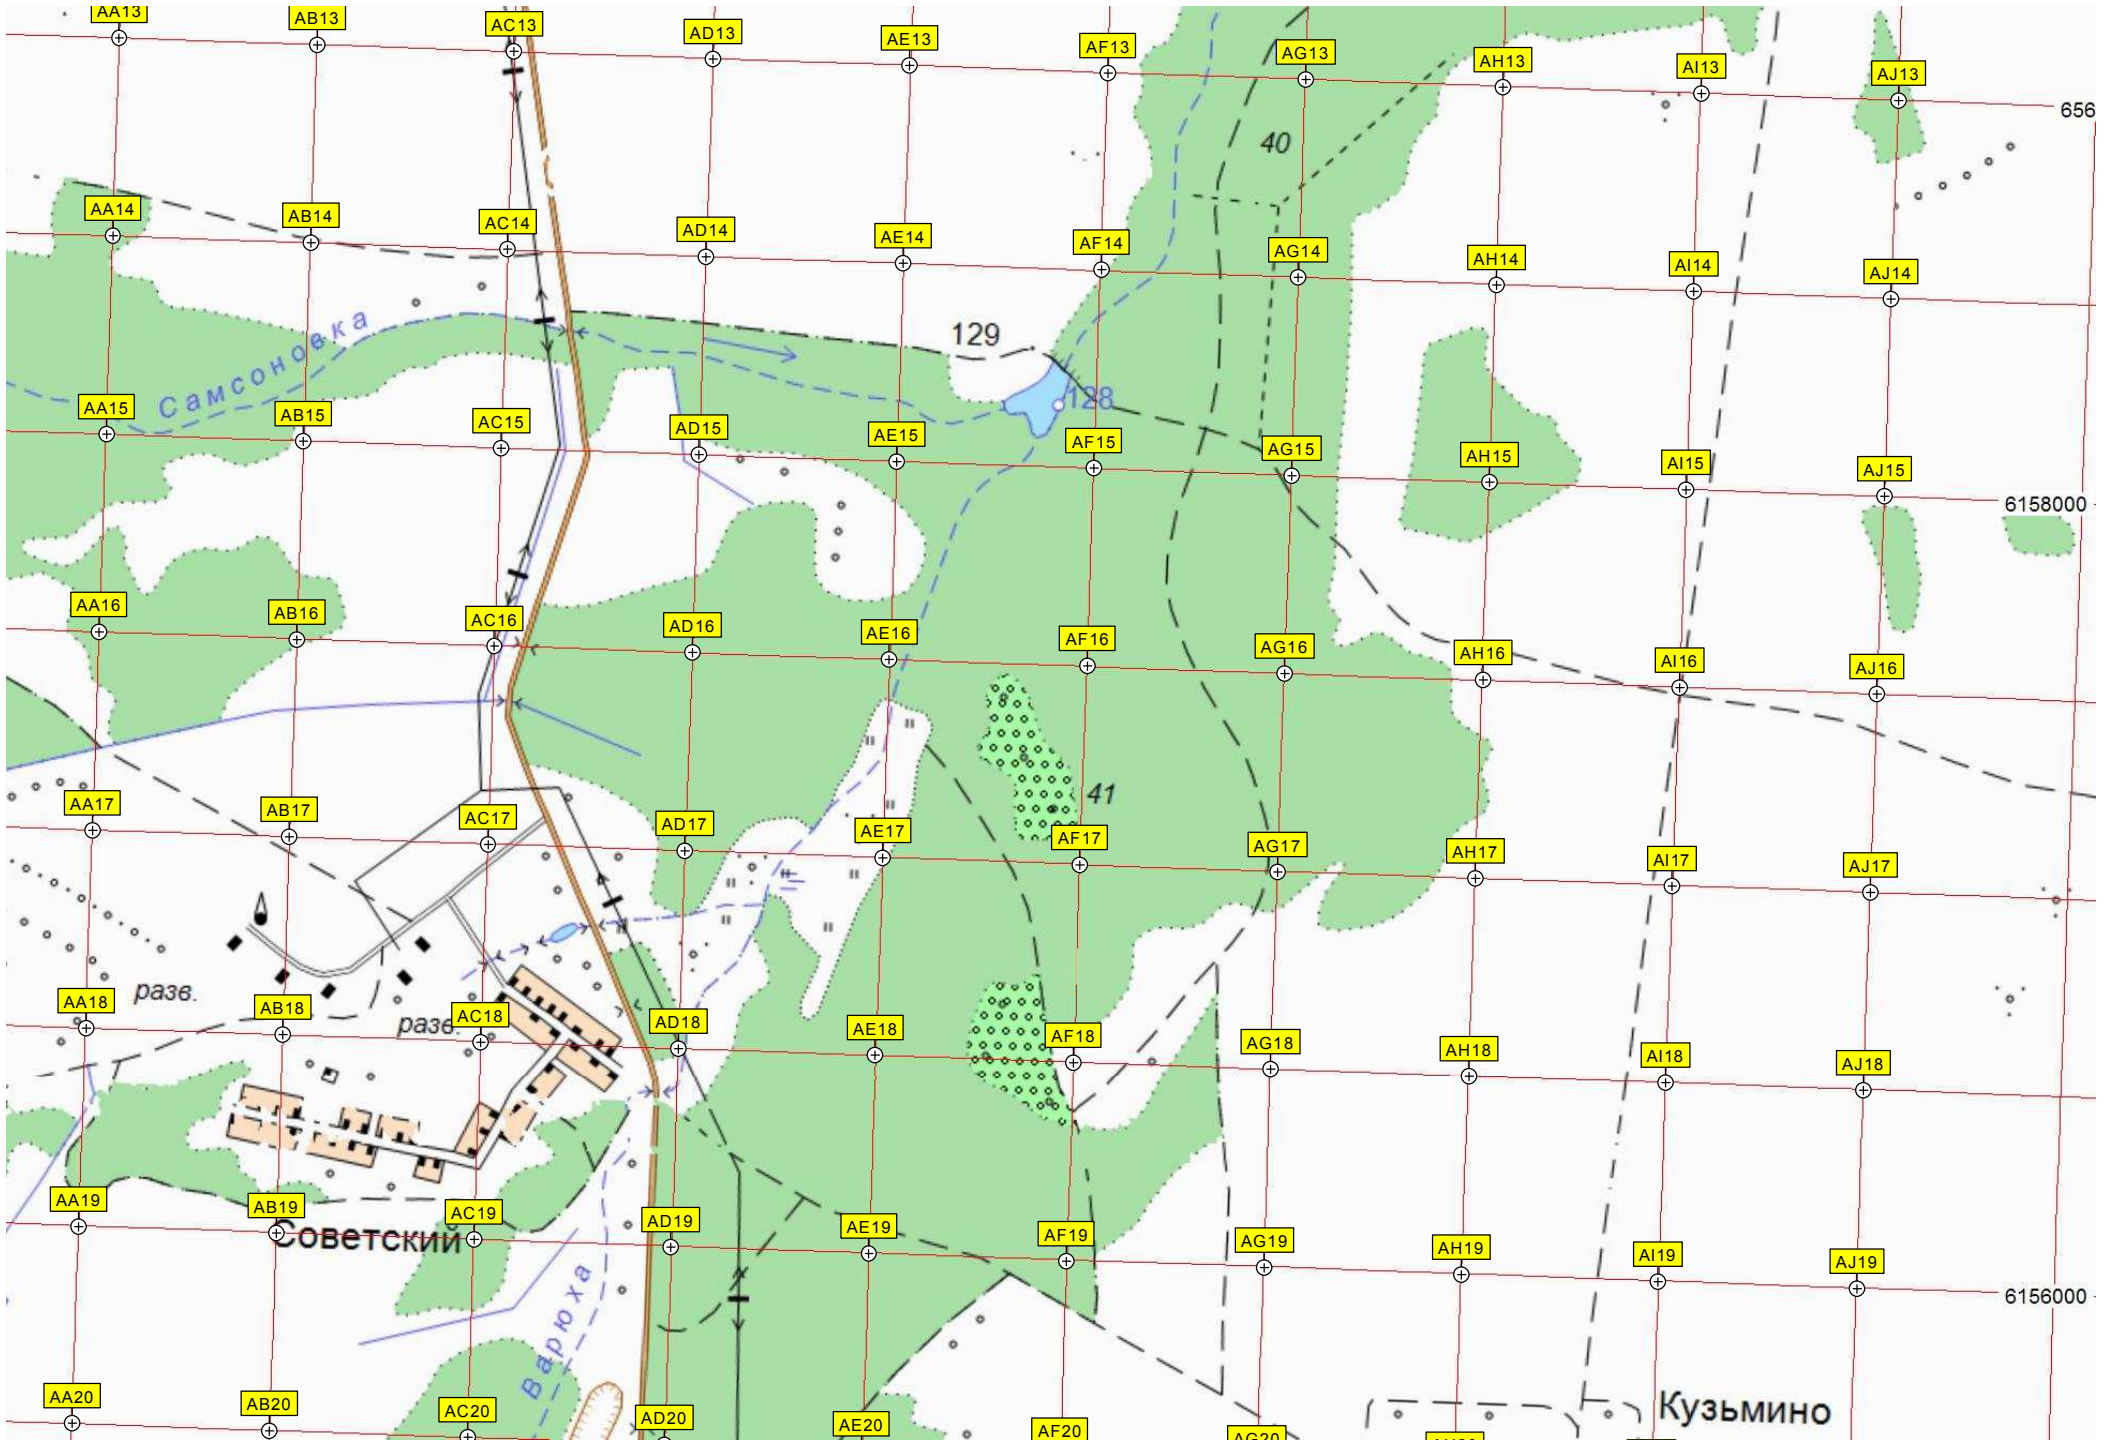 AA13 AB13 AC13 AD13 AE13 AF13 AG13 AH13 AI13 AJ13
656
40
AA14 AB14 AC14 AD14 AE14 AF14 AG14 AH14 AI14 AJ14
Самсоновка
129
128
AA15 AB15 AC15 AD15 AE15 AF15 AG15 AH15 AI15 AJ15
6158000
AA16 AB16 AC16 AD16 AE16 AF16 AG16 AH16 AI16 AJ16
41
AA17 AB17 AC17 AD17 AE17 AF17 AG17 AH17 AI17 AJ17
разв.
разв.
AA18 AB18 AC18 AD18 AE18 AF18 AG18 AH18 AI18 AJ18
AA19 AB19 AC19 AD19 AE19 AF19 AG19 AH19 AI19 AJ19
Советский
6156000
Варюха
AA20 AB20 AC20 AD20 AE20 AF20 AG20
Кузьмино